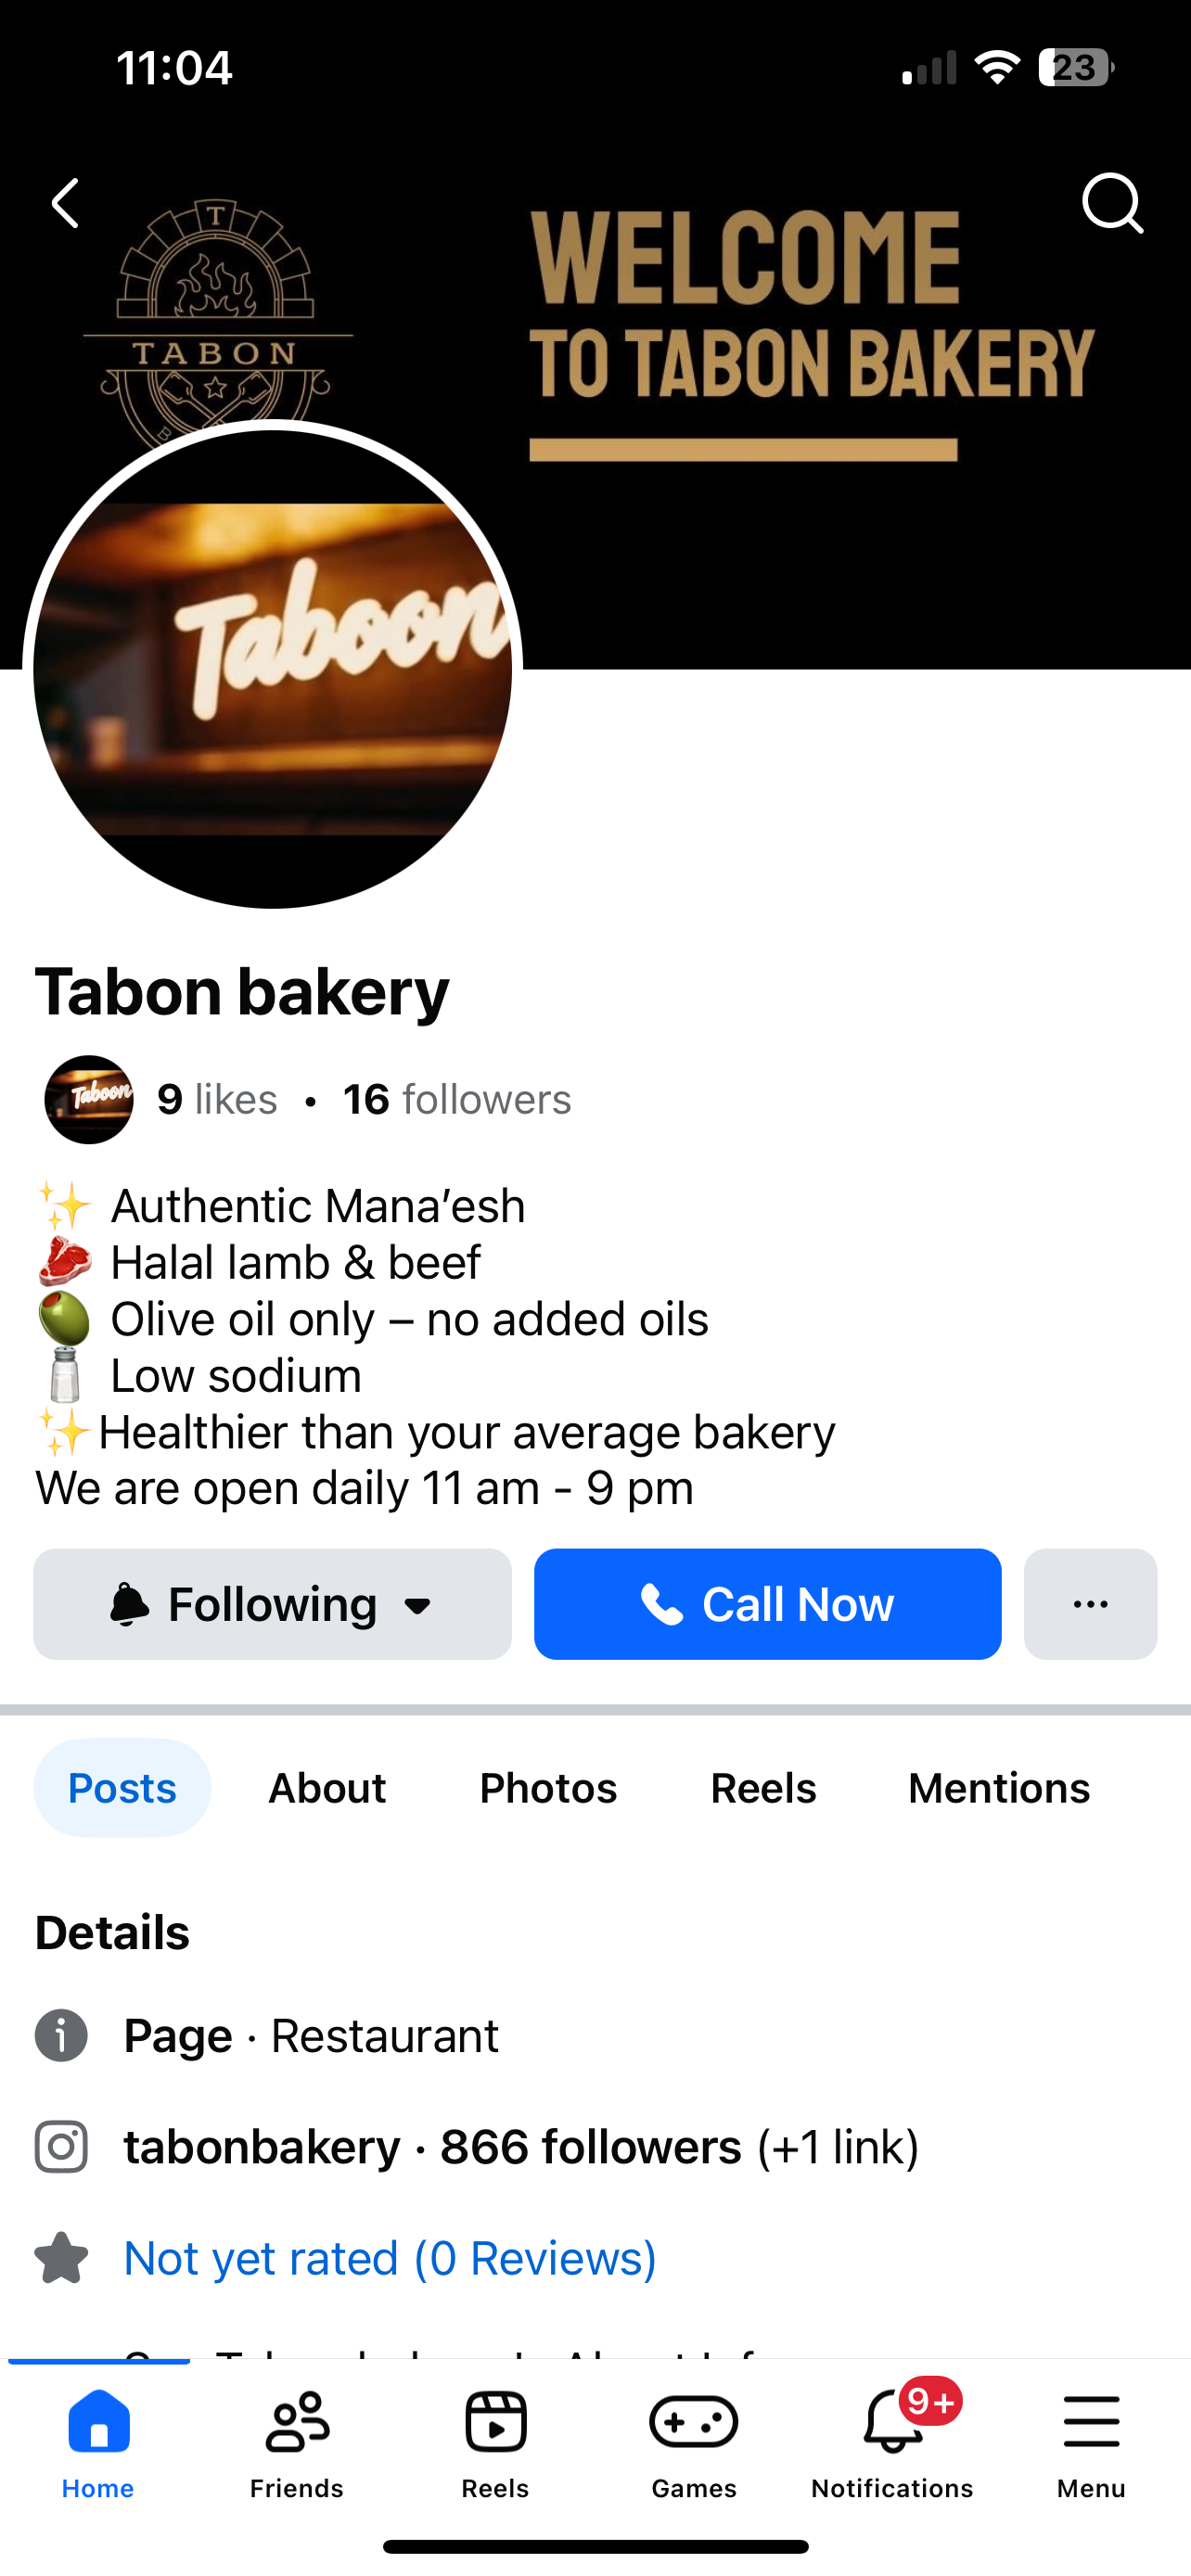 11:04
23
T
TABON
B
WELCOME
TO TABON BAKERY
Taboon
Tabon bakery
Taboon
9 likes • 16 followers
✨ Authentic Mana’esh
🥩 Halal lamb & beef
🫒 Olive oil only – no added oils
🧂 Low sodium
✨Healthier than your average bakery
We are open daily 11 am - 9 pm
Following
Call Now
...
Posts
About
Photos
Reels
Mentions
Details
Page · Restaurant
tabonbakery · 866 followers (+1 link)
Not yet rated (0 Reviews)
9+
Home
Friends
Reels
Games
Notifications
Menu